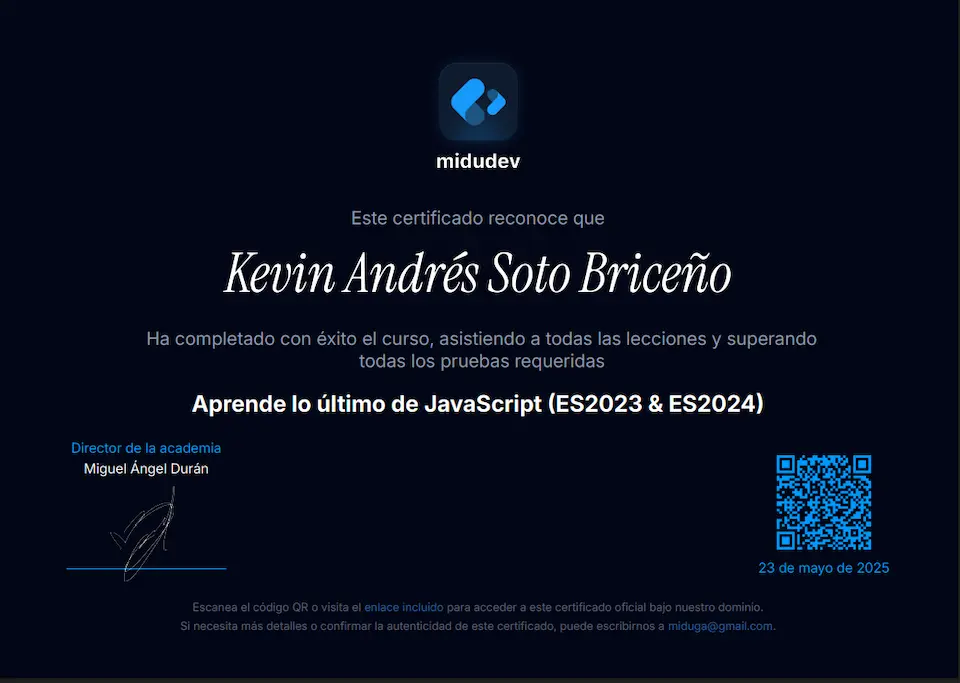 midudev
Este certificado reconoce que
Kevin Andrés Soto Briceño
Ha completado con éxito el curso, asistiendo a todas las lecciones y superando
todas los pruebas requeridas
Aprende lo último de JavaScript (ES2023 & ES2024)
Director de la academia
Miguel Ángel Durán
23 de mayo de 2025
Escanea el código QR o visita el enlace incluido para acceder a este certificado oficial bajo nuestro dominio.
Si necesita más detalles o confirmar la autenticidad de este certificado, puede escribirnos a miduga@gmail.com.